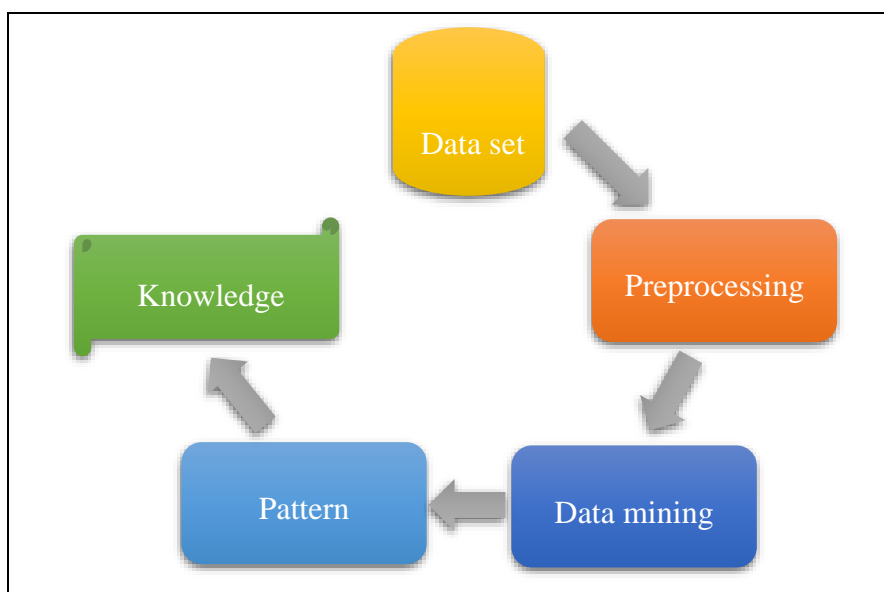 Data set
Preprocessing
Data mining
Pattern
Knowledge